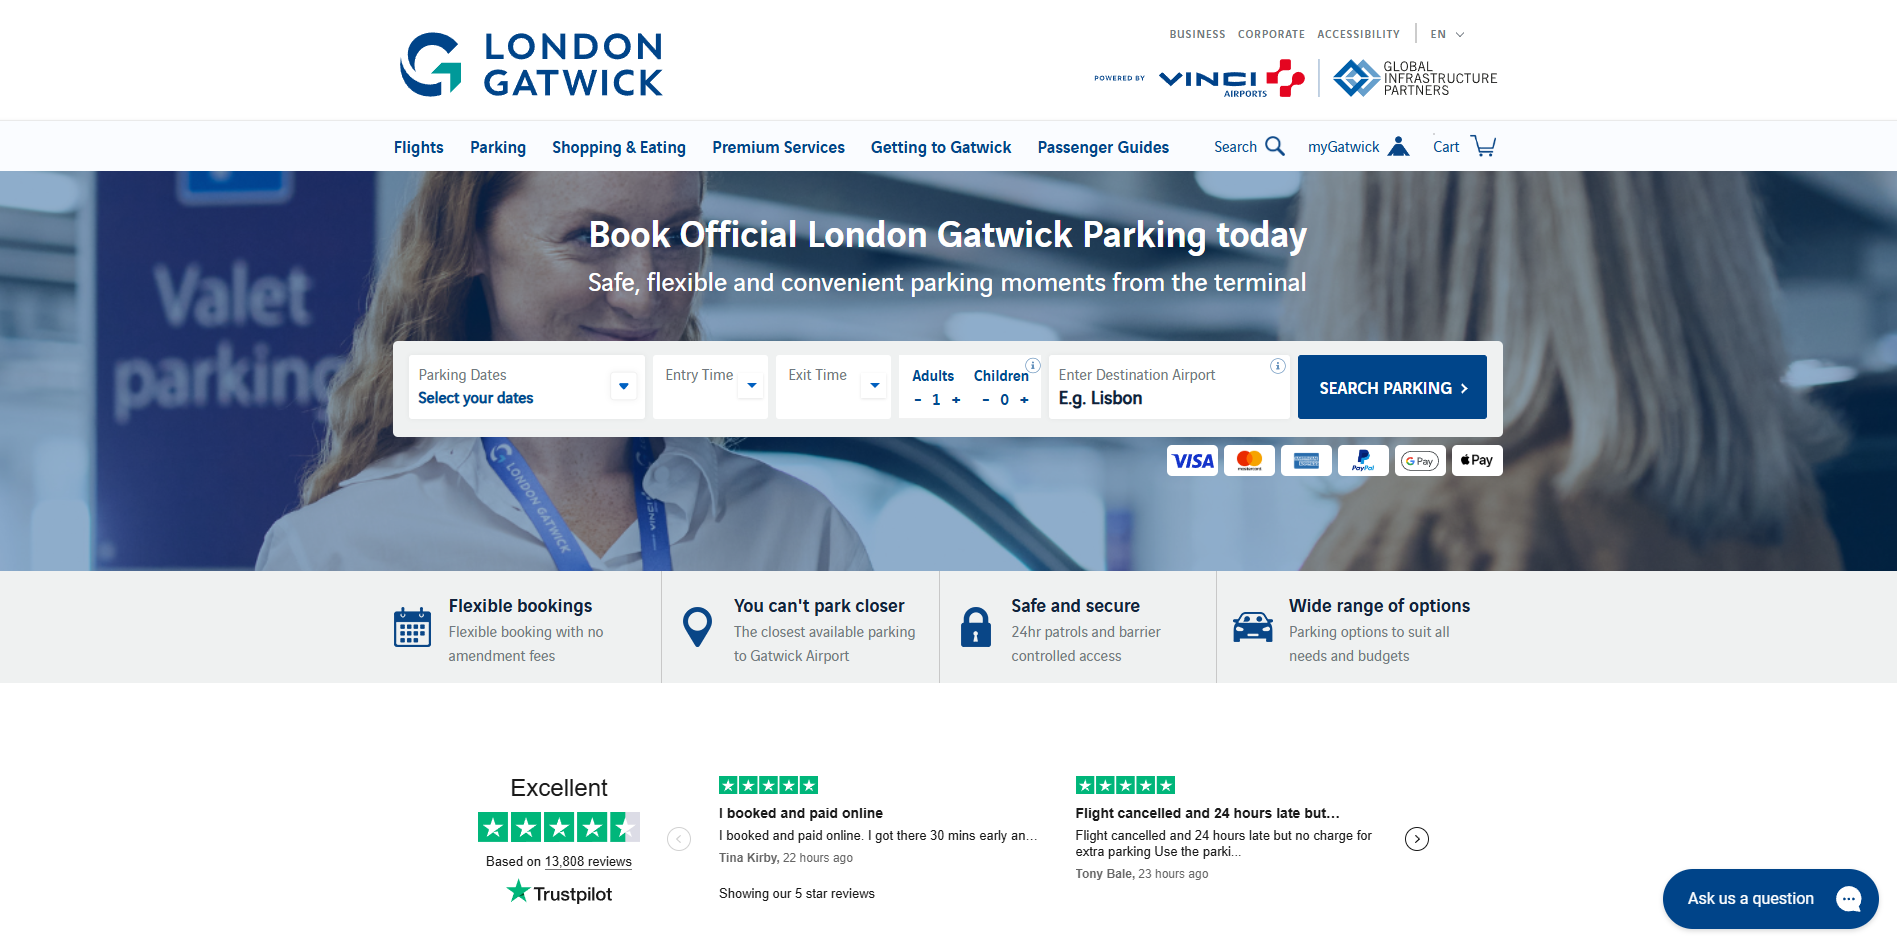 LONDON
GATWICK
BUSINESS CORPORATE ACCESSIBILITY EN
POWERED BY VINCI AIRPORTS
GLOBAL
INFRASTRUCTURE
PARTNERS
Flights Parking Shopping & Eating Premium Services Getting to Gatwick Passenger Guides Search myGatwick Cart
Valet
parking
Book Official London Gatwick Parking today
Safe, flexible and convenient parking moments from the terminal
Parking Dates
Select your dates
Entry Time
Exit Time
Adults Children
- 1 + - 0 +
Enter Destination Airport
E.g. Lisbon
SEARCH PARKING
VISA mastercard AMERICAN EXPRESS PayPal G Pay Pay
LONDON GATWICK
VINCI
Flexible bookings
Flexible booking with no
amendment fees
You can't park closer
The closest available parking
to Gatwick Airport
Safe and secure
24hr patrols and barrier
controlled access
Wide range of options
Parking options to suit all
needs and budgets
Excellent
Based on 13,808 reviews
Trustpilot
I booked and paid online
I booked and paid online. I got there 30 mins early an...
Tina Kirby, 22 hours ago
Showing our 5 star reviews
Flight cancelled and 24 hours late but...
Flight cancelled and 24 hours late but no charge for
extra parking Use the parki...
Tony Bale, 23 hours ago
Ask us a question